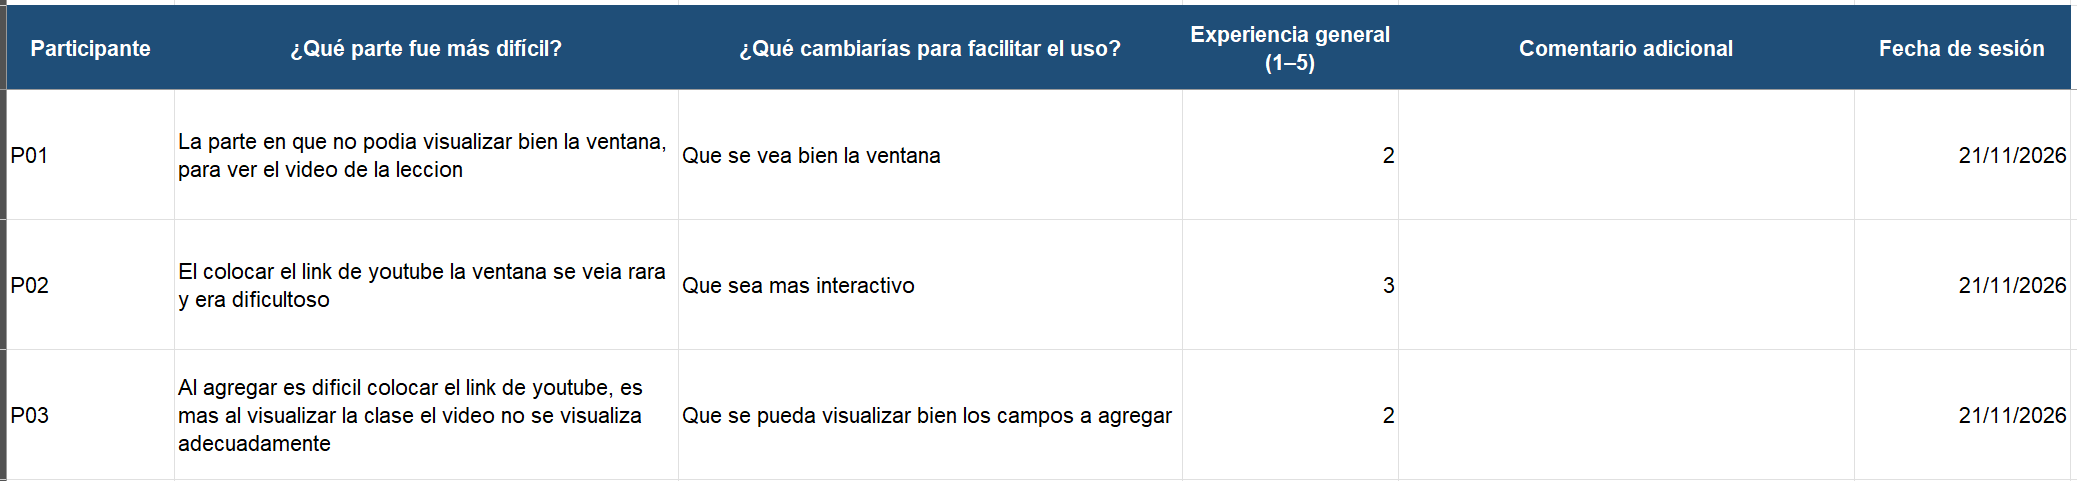 Participante
¿Qué parte fue más difícil?
¿Qué cambiarías para facilitar el uso?
Experiencia general
(1–5)
Comentario adicional
Fecha de sesión
P01
La parte en que no podia visualizar bien la ventana,
para ver el video de la leccion
Que se vea bien la ventana
2
21/11/2026
P02
El colocar el link de youtube la ventana se veia rara
y era dificultoso
Que sea mas interactivo
3
21/11/2026
P03
Al agregar es dificil colocar el link de youtube, es
mas al visualizar la clase el video no se visualiza
adecuadamente
Que se pueda visualizar bien los campos a agregar
2
21/11/2026